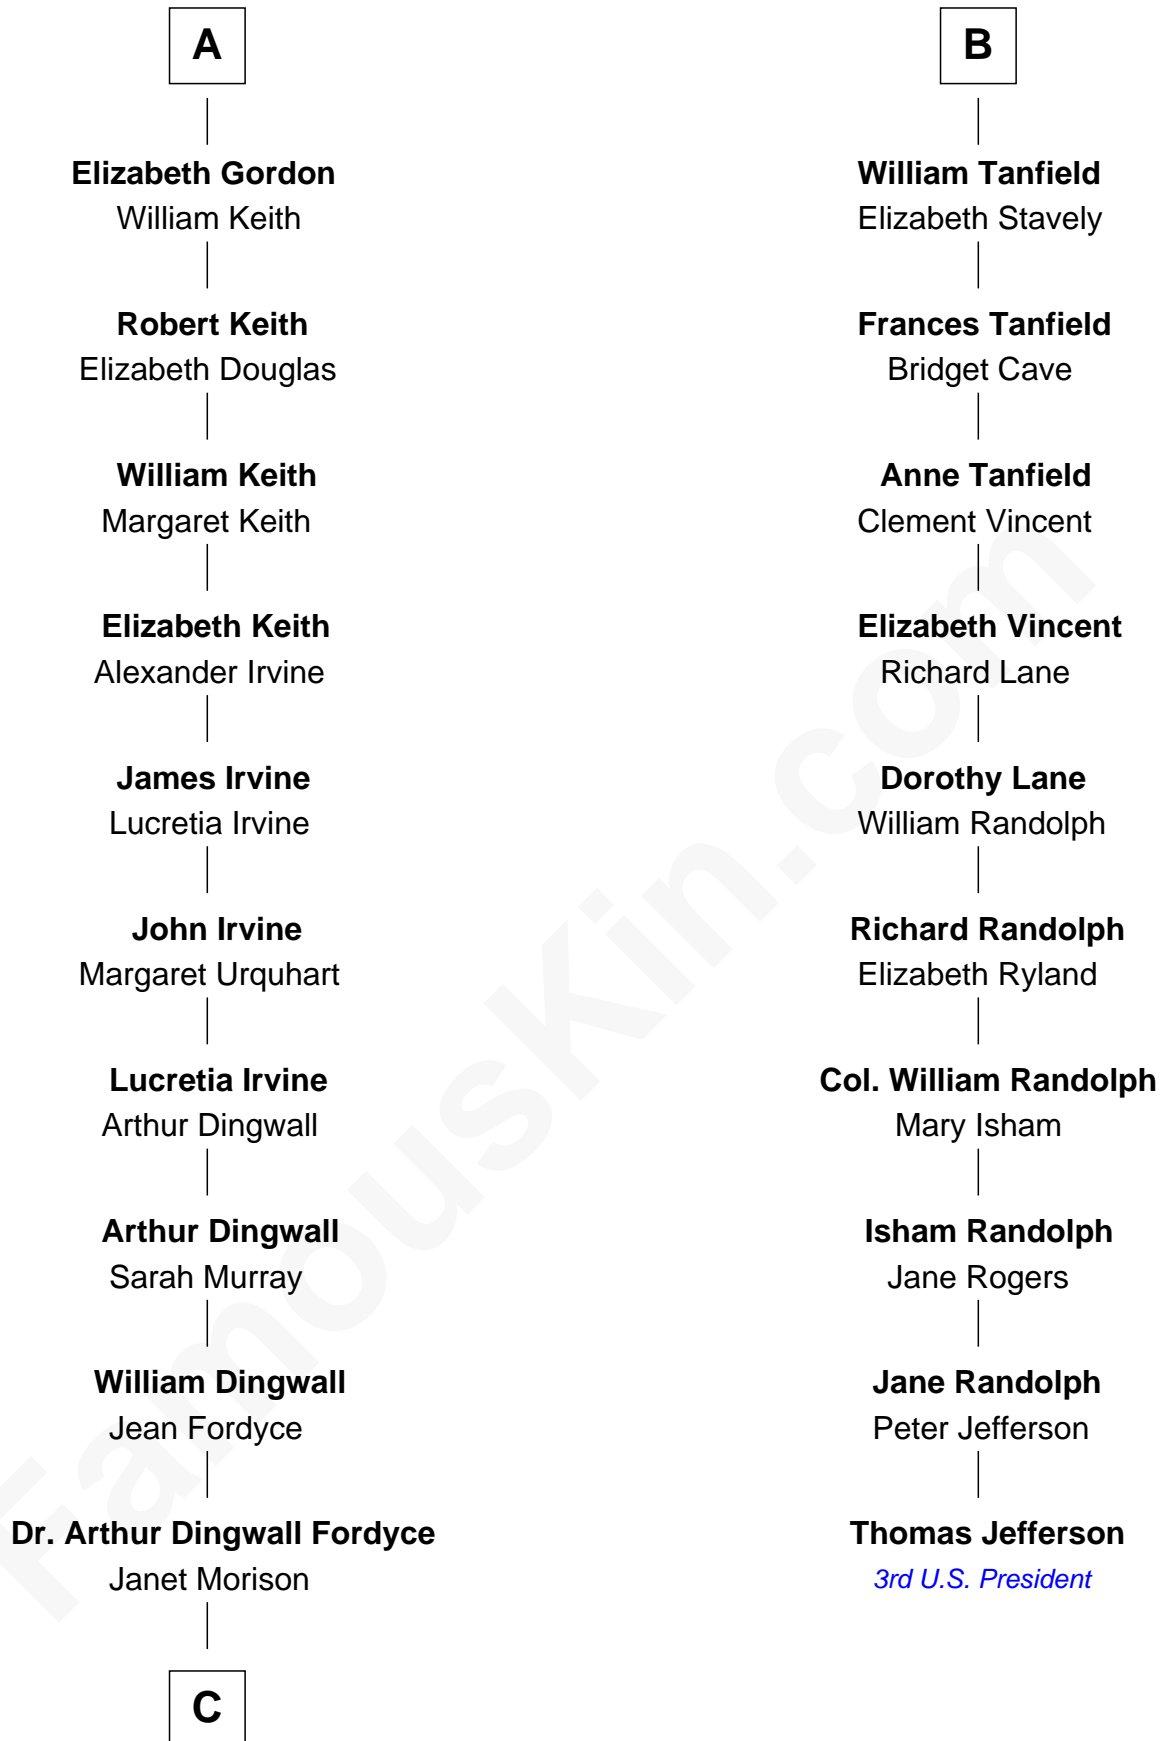 A
Elizabeth Gordon
William Keith
Robert Keith
Elizabeth Douglas
William Keith
Margaret Keith
Elizabeth Keith
Alexander Irvine
James Irvine
Lucretia Irvine
John Irvine
Margaret Urquhart
Lucretia Irvine
Arthur Dingwall
Arthur Dingwall
Sarah Murray
William Dingwall
Jean Fordyce
Dr. Arthur Dingwall Fordyce
Janet Morison
C
B
William Tanfield
Elizabeth Stavely
Frances Tanfield
Bridget Cave
Anne Tanfield
Clement Vincent
Elizabeth Vincent
Richard Lane
Dorothy Lane
William Randolph
Richard Randolph
Elizabeth Ryland
Col. William Randolph
Mary Isham
Isham Randolph
Jane Rogers
Jane Randolph
Peter Jefferson
Thomas Jefferson
3rd U.S. President
FamousKin.com